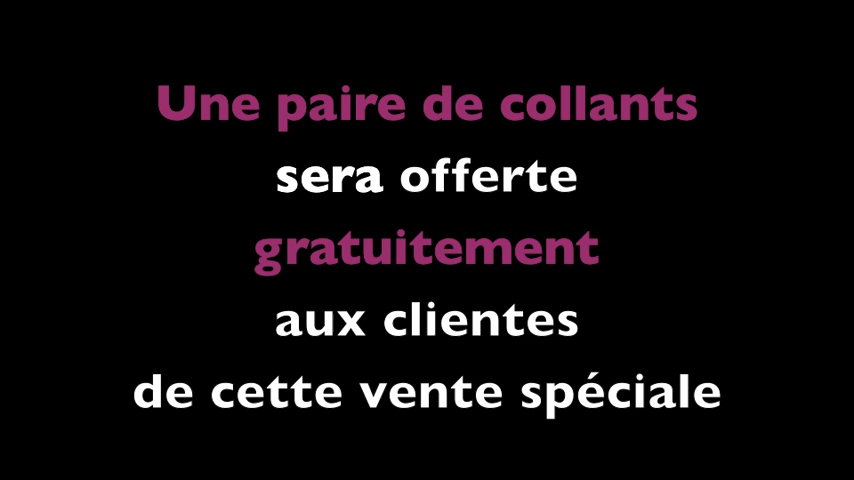 Une paire de collants
sera offerte
gratuitement
aux clientes
de cette vente spéciale